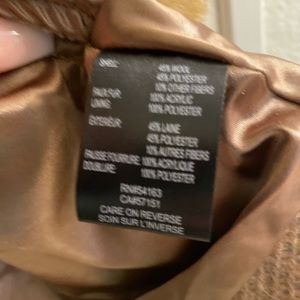 SHELL: 45% WOOL
45% POLYESTER
10% OTHER FIBERS
FAUX FUR: 100% ACRYLIC
LINING: 100% POLYESTER
EXTÉRIEUR: 45% LAINE
45% POLYESTER
10% AUTRES FIBERS
FAUSSE FOURRURE: 100% ACRYLIQUE
DOUBLURE: 100% POLYESTER
RN#54163
CA#57151
CARE ON REVERSE
SOIN SUR L'INVERSE